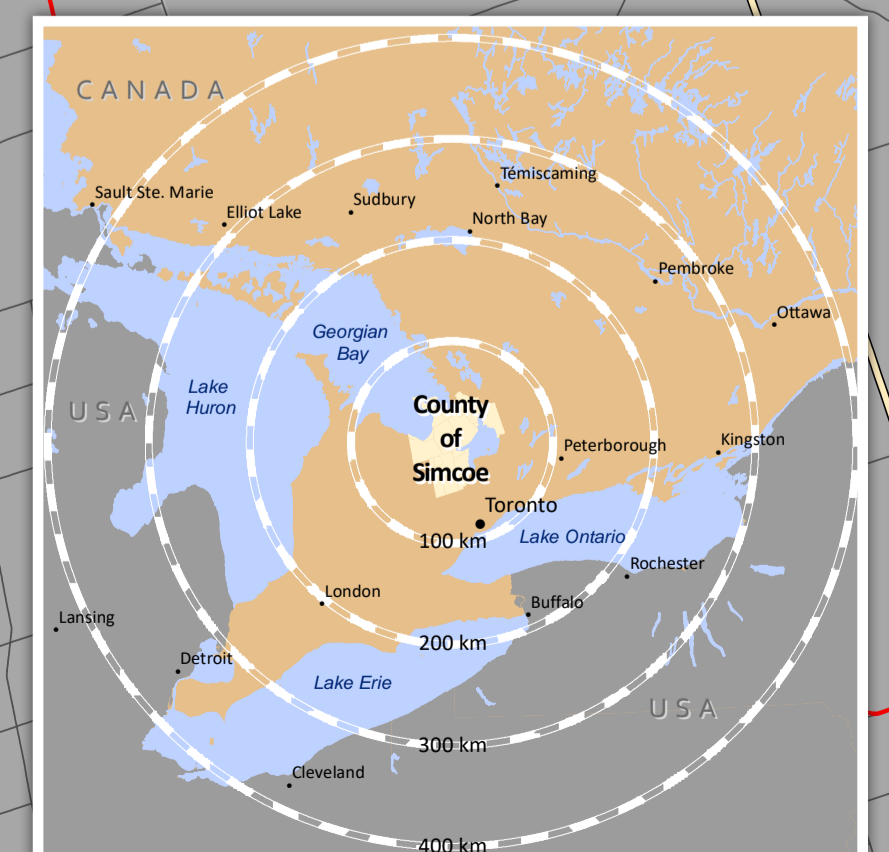 CANADA
Témiscaming
Sault Ste. Marie
Sudbury
Elliot Lake
North Bay
Pembroke
Ottawa
Georgian
Bay
Lake
Huron
USA
County
of
Simcoe
Peterborough
Kingston
Toronto
100 km
Lake Ontario
Rochester
London
Buffalo
Lansing
200 km
Detroit
Lake Erie
USA
300 km
Cleveland
400 km